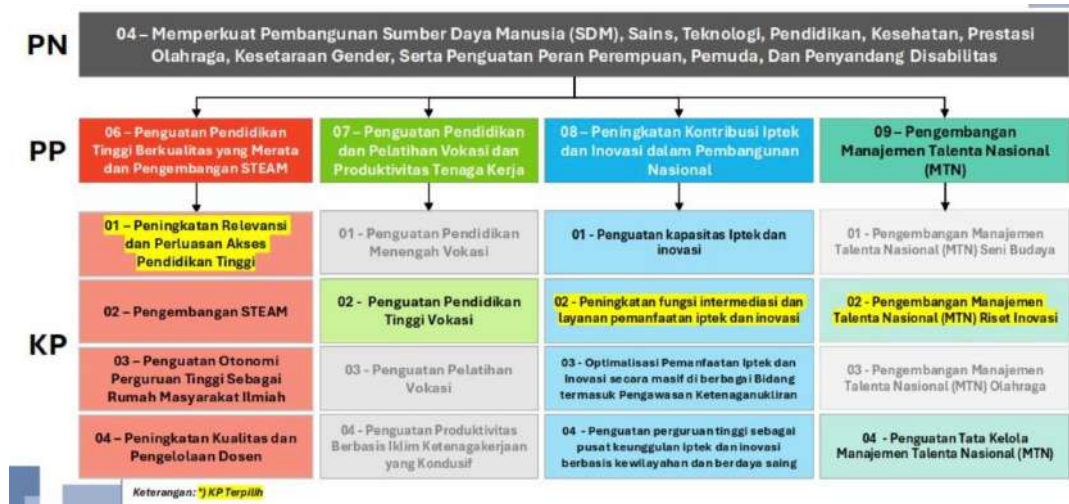 PN
04 – Memperkuat Pembangunan Sumber Daya Manusia (SDM), Sains, Teknologi, Pendidikan, Kesehatan, Prestasi
Olahraga, Kesetaraan Gender, Serta Penguatan Peran Perempuan, Pemuda, Dan Penyandang Disabilitas
PP
06 – Penguatan Pendidikan
Tinggi Berkualitas yang Merata
dan Pengembangan STEAM
07 – Penguatan Pendidikan
dan Pelatihan Vokasi dan
Produktivitas Tenaga Kerja
08 – Peningkatan Kontribusi Iptek
dan Inovasi dalam Pembangunan
Nasional
09 – Pengembangan
Manajemen Talenta Nasional
(MTN)
KP
01 – Peningkatan Relevansi
dan Perluasan Akses
Pendidikan Tinggi
01 - Penguatan Pendidikan
Menengah Vokasi
01 - Penguatan kapasitas Iptek dan
inovasi
01 - Pengembangan Manajemen
Talenta Nasional (MTN) Seni Budaya
02 – Pengembangan STEAM
02 - Penguatan Pendidikan
Tinggi Vokasi
02 - Peningkatan fungsi intermediasi dan
layanan pemanfaatan iptek dan inovasi
02 - Pengembangan Manajemen
Talenta Nasional (MTN) Riset Inovasi
03 – Penguatan Otonomi
Perguruan Tinggi Sebagai
Rumah Masyarakat Ilmiah
03 - Penguatan Pelatihan
Vokasi
03 - Optimalisasi Pemanfaatan Iptek dan
Inovasi secara masif di berbagai Bidang
termasuk Pengawasan Ketenaganukliran
03 - Pengembangan Manajemen
Talenta Nasional (MTN) Olahraga
04 – Peningkatan Kualitas dan
Pengelolaan Dosen
04 - Penguatan Produktivitas
Berbasis Iklim Ketenagakerjaan
yang Kondusif
04 - Penguatan perguruan tinggi sebagai
pusat keunggulan iptek dan inovasi
berbasis kewilayahan dan berdaya saing
04 - Penguatan Tata Kelola
Manajemen Talenta Nasional (MTN)
Keterangan: *) KP Terpilih